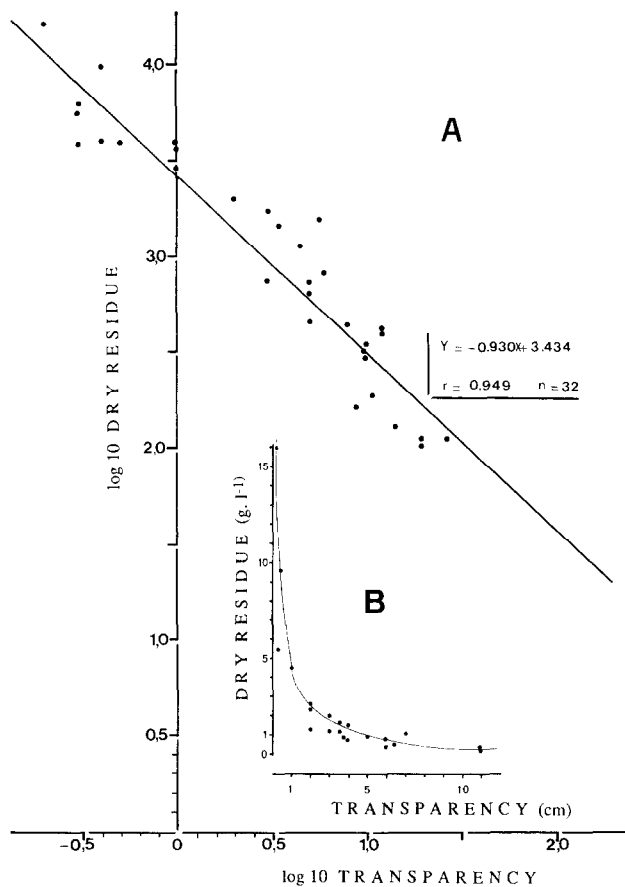 A
4,0
3,0
2,0
1,0
0,5
log 10 DRY RESIDUE
Y = -0.930X+3.434
r = 0.949 n = 32
B
DRY RESIDUE (g. l-1)
15
10
5
1
0
1 5 10
TRANSPARENCY (cm)
-0,5 0 0,5 1,0 2,0
log 10 TRANSPARENCY